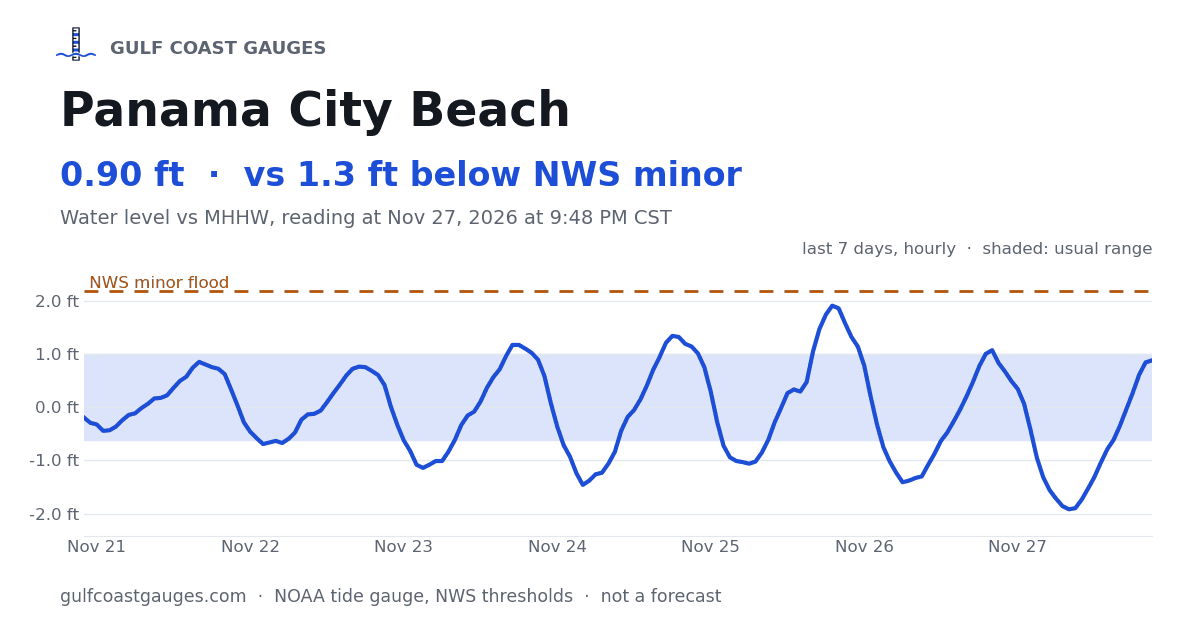 GULF COAST GAUGES
Panama City Beach
0.90 ft · vs 1.3 ft below NWS minor
Water level vs MHHW, reading at Nov 27, 2026 at 9:48 PM CST
last 7 days, hourly · shaded: usual range
NWS minor flood
2.0 ft
1.0 ft
0.0 ft
-1.0 ft
-2.0 ft
Nov 21 Nov 22 Nov 23 Nov 24 Nov 25 Nov 26 Nov 27
gulfcoastgauges.com · NOAA tide gauge, NWS thresholds · not a forecast